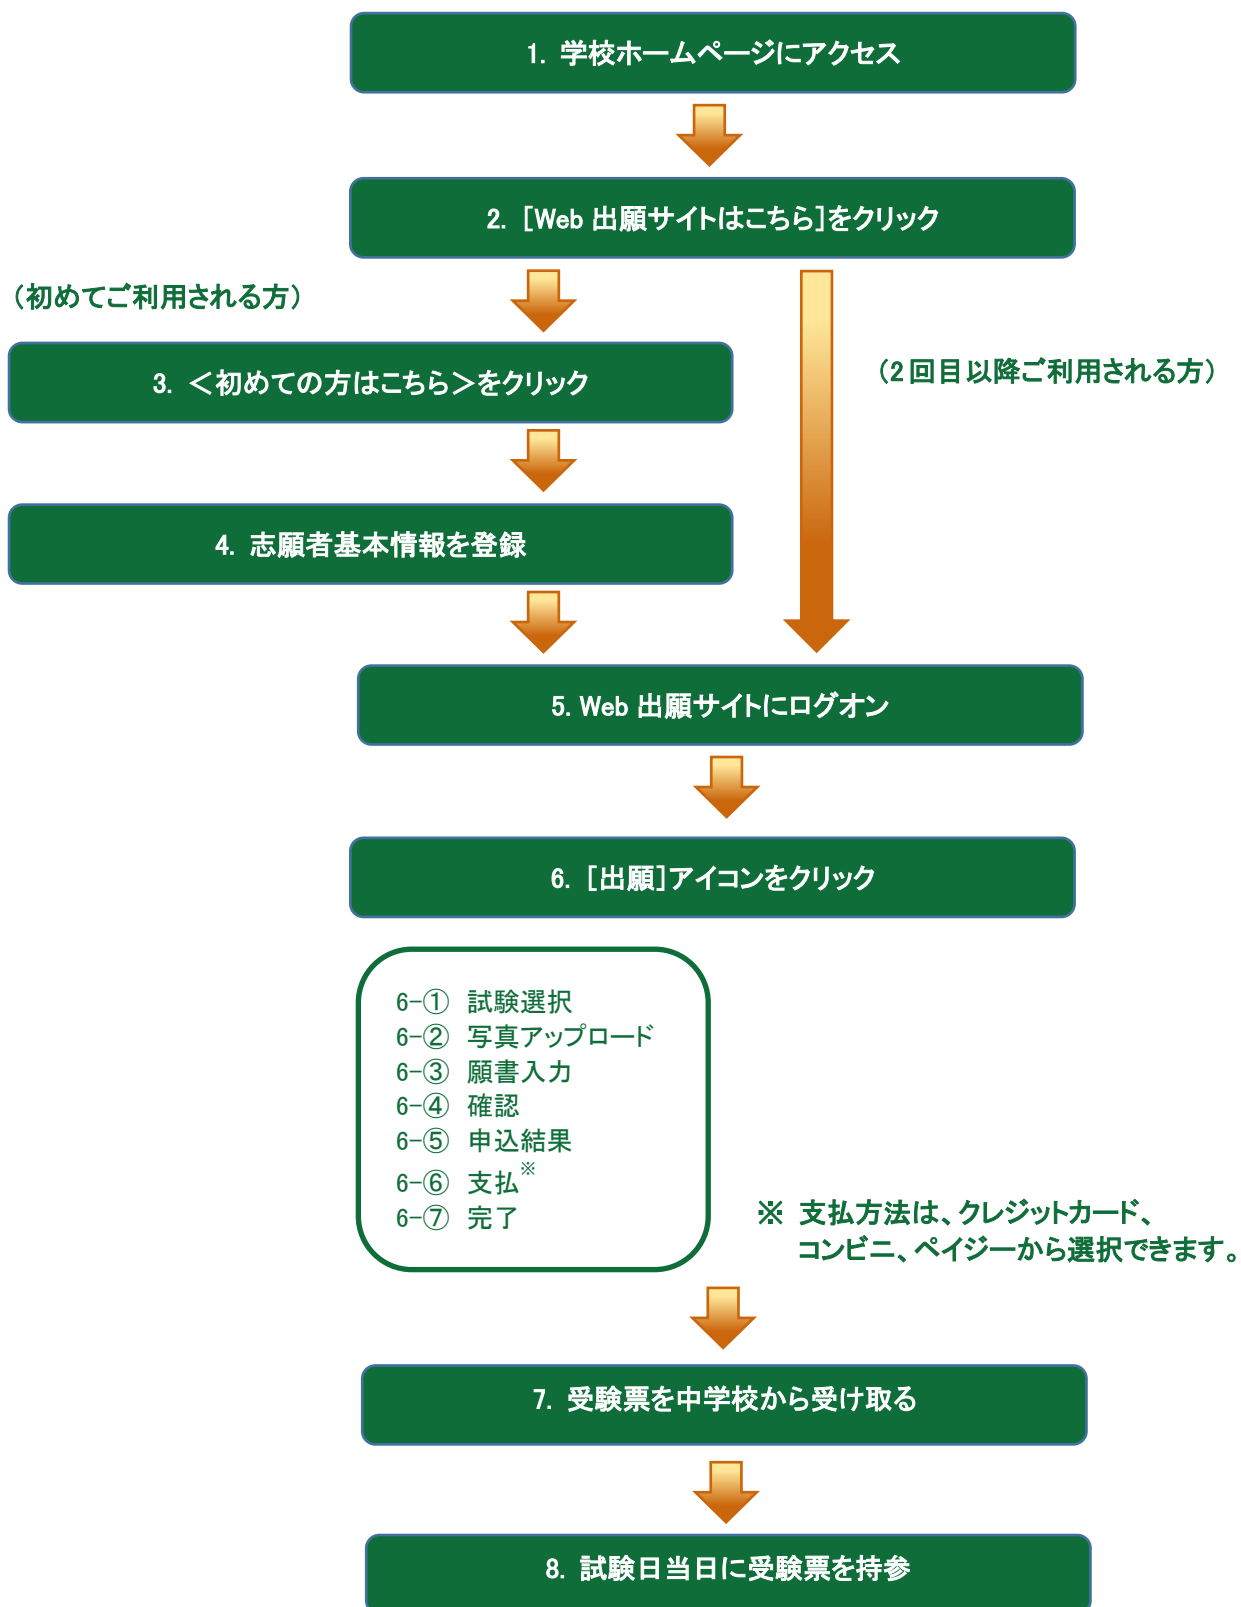 1. 学校ホームページにアクセス
2. [Web 出願サイトはこちら]をクリック
（初めてご利用される方）
3. ＜初めての方はこちら＞をクリック
（2回目以降ご利用される方）
4. 志願者基本情報を登録
5. Web 出願サイトにログオン
6. [出願]アイコンをクリック
6-① 試験選択
6-② 写真アップロード
6-③ 願書入力
6-④ 確認
6-⑤ 申込結果
6-⑥ 支払※
6-⑦ 完了
※ 支払方法は、クレジットカード、
コンビニ、ペイジーから選択できます。
7. 受験票を中学校から受け取る
8. 試験日当日に受験票を持参